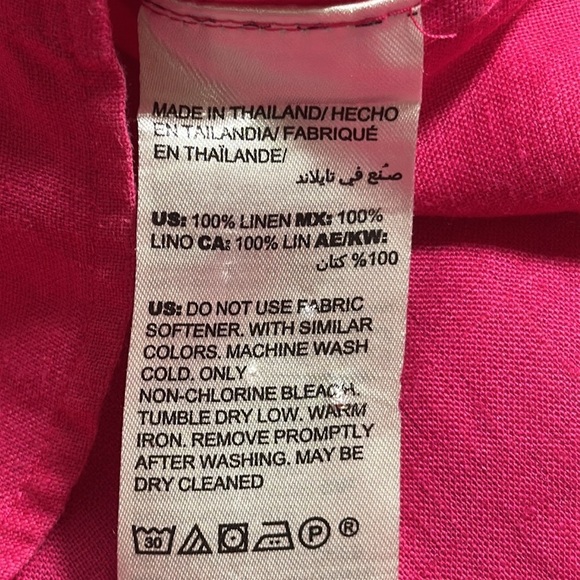 MADE IN THAILAND/ HECHO
EN TAILANDIA/ FABRIQUÉ
EN THAÏLANDE/
صُنع في تايلاند
US: 100% LINEN MX: 100%
LINO CA: 100% LIN AE/KW:
100% كتان
US: DO NOT USE FABRIC
SOFTENER. WITH SIMILAR
COLORS. MACHINE WASH
COLD. ONLY
NON-CHLORINE BLEACH.
TUMBLE DRY LOW. WARM
IRON. REMOVE PROMPTLY
AFTER WASHING. MAY BE
DRY CLEANED
30 P ®